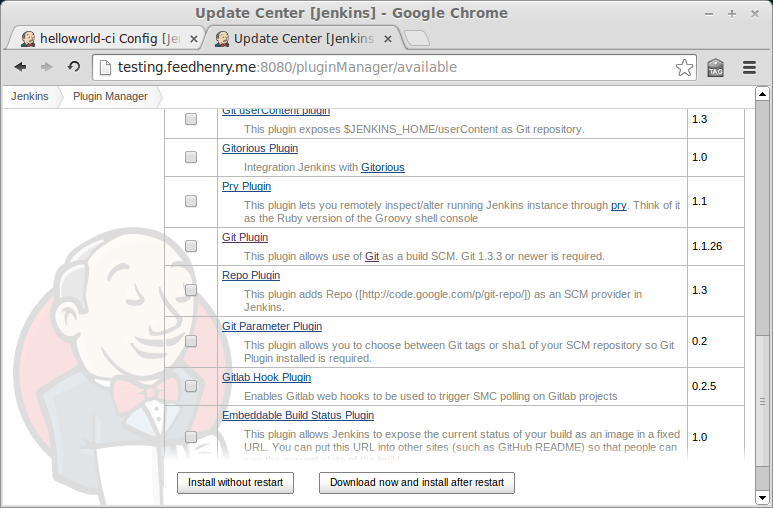 Update Center [Jenkins] - Google Chrome
helloworld-ci Config [Je
Update Center [Jenkins
testing.feedhenry.me:8080/pluginManager/available
TAG
Jenkins
Plugin Manager
Git userContent plugin
This plugin exposes $JENKINS_HOME/userContent as Git repository.
1.3
Gitorious Plugin
Integration Jenkins with Gitorious
1.0
Pry Plugin
This plugin lets you remotely inspect/alter running Jenkins instance through pry. Think of it
as the Ruby version of the Groovy shell console
1.1
Git Plugin
This plugin allows use of Git as a build SCM. Git 1.3.3 or newer is required.
1.1.26
Repo Plugin
This plugin adds Repo ([http://code.google.com/p/git-repo/]) as an SCM provider in
Jenkins.
1.3
Git Parameter Plugin
This plugin allows you to choose between Git tags or sha1 of your SCM repository so Git
Plugin installed is required.
0.2
Gitlab Hook Plugin
Enables Gitlab web hooks to be used to trigger SMC polling on Gitlab projects
0.2.5
Embeddable Build Status Plugin
This plugin allows Jenkins to expose the current status of your build as an image in a fixed
URL. You can put this URL into other sites (such as GitHub README) so that people can
see the current state of the build.
1.0
Install without restart
Download now and install after restart